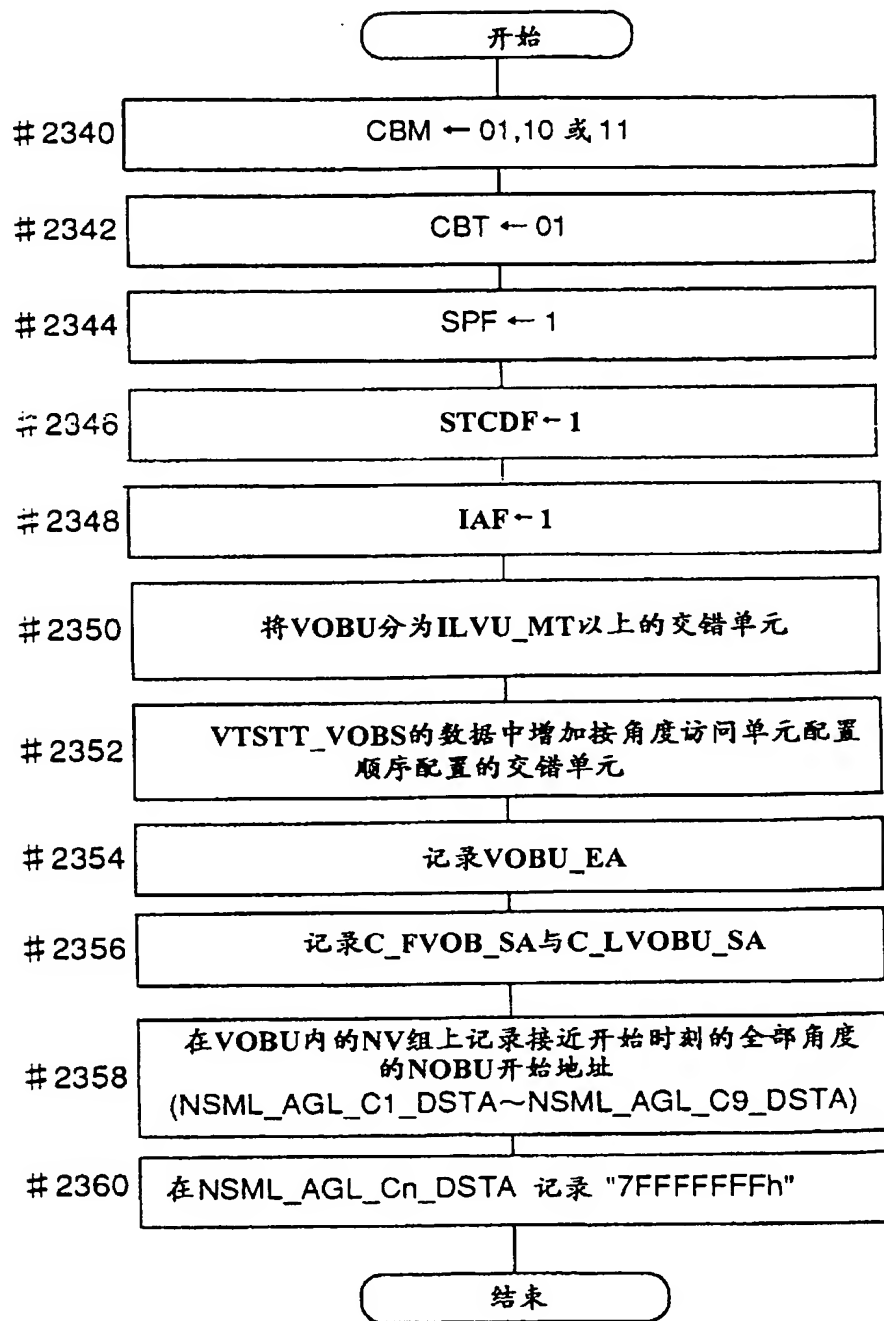 开始
#2340 CBM ← 01,10 或 11
#2342 CBT ← 01
#2344 SPF ← 1
#2346 STCDF←1
#2348 IAF←1
#2350 将VOBU分为ILVU_MT以上的交错单元
#2352 VTSTT_VOBS的数据中增加按角度访问单元配置
顺序配置的交错单元
#2354 记录VOBU_EA
#2356 记录C_FVOB_SA与C_LVOBU_SA
#2358 在VOBU内的NV组上记录接近开始时刻的全部角度
的NOBU开始地址
(NSML_AGL_C1_DSTA～NSML_AGL_C9_DSTA)
#2360 在NSML_AGL_Cn_DSTA 记录 "7FFFFFFFh"
结束